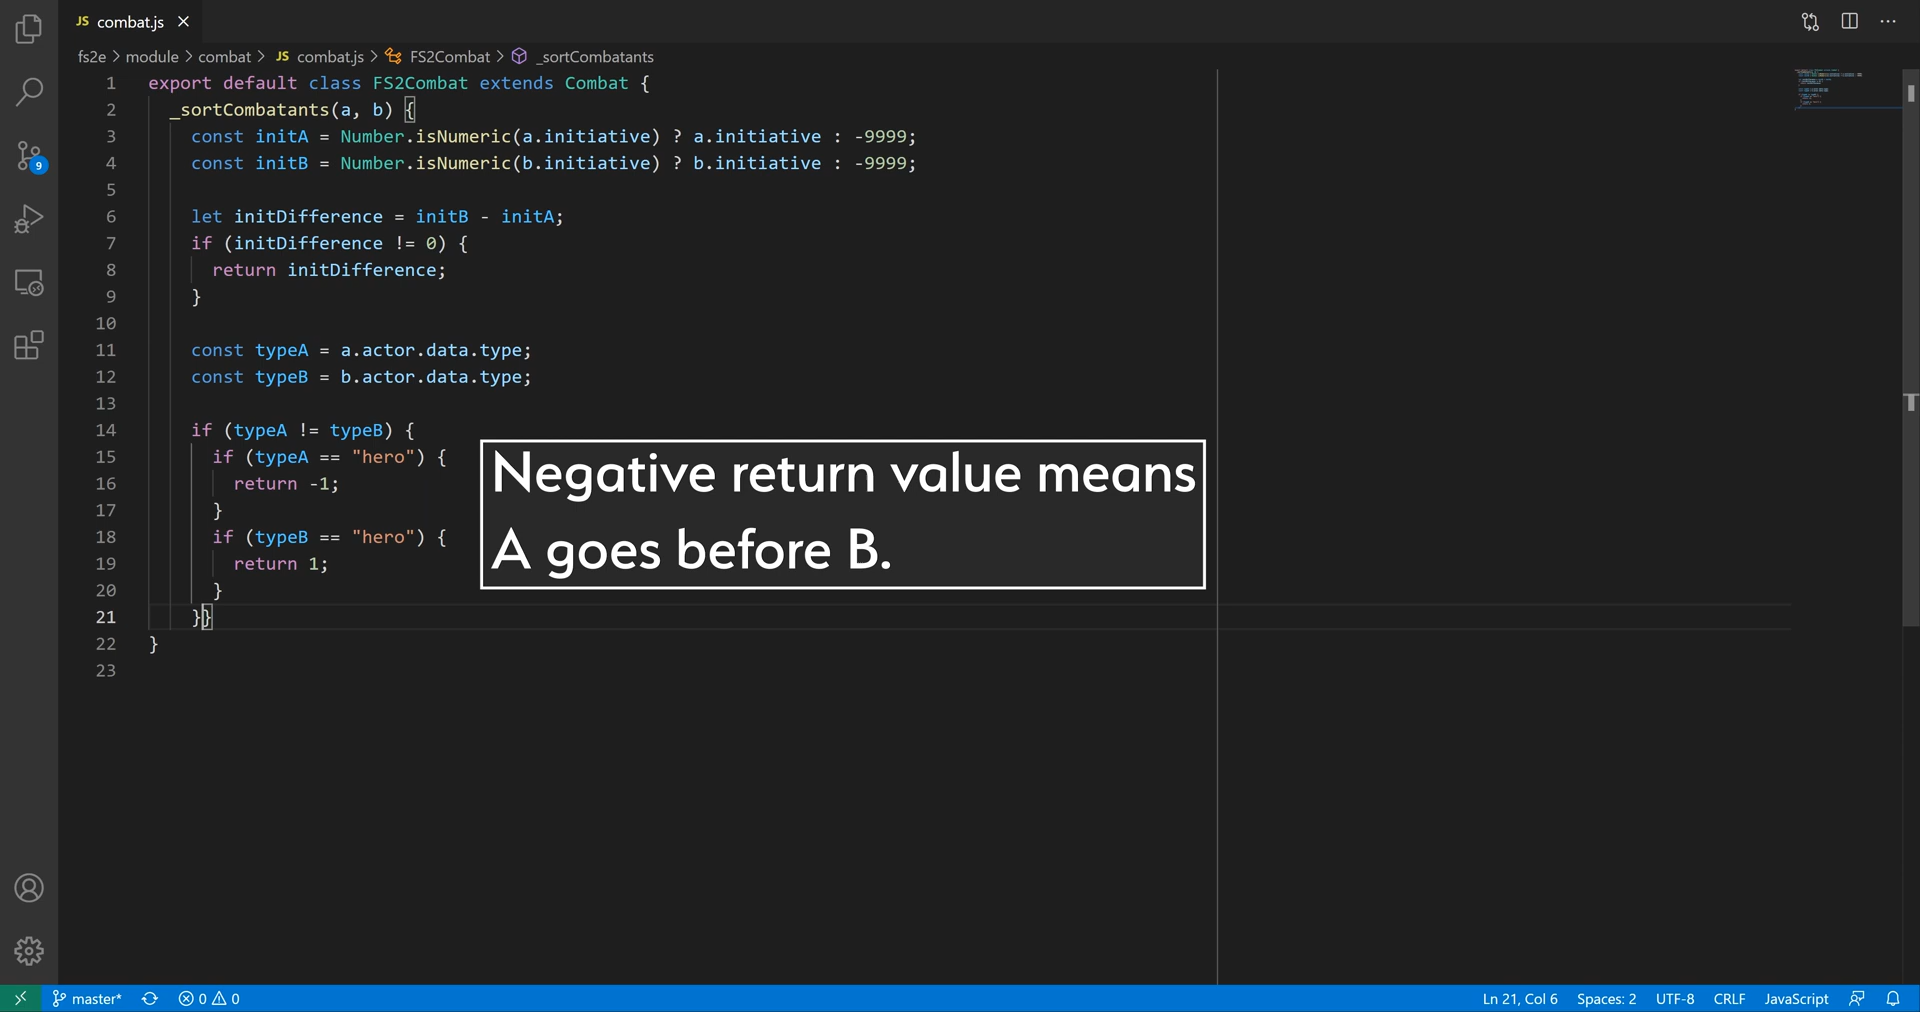 JS combat.js
fs2e > module > combat > JS combat.js > FS2Combat > _sortCombatants
1 export default class FS2Combat extends Combat {
2 _sortCombatants(a, b) {
3 const initA = Number.isNumeric(a.initiative) ? a.initiative : -9999;
4 const initB = Number.isNumeric(b.initiative) ? b.initiative : -9999;
5
6 let initDifference = initB - initA;
7 if (initDifference != 0) {
8 return initDifference;
9 }
10
11 const typeA = a.actor.data.type;
12 const typeB = b.actor.data.type;
13
14 if (typeA != typeB) {
15 if (typeA == "hero") {
16 return -1;
17 }
18 if (typeB == "hero") {
19 return 1;
20 }
21 }}
22 }
23
Negative return value means
A goes before B.
9
master* 0 0 Ln 21, Col 6 Spaces: 2 UTF-8 CRLF JavaScript